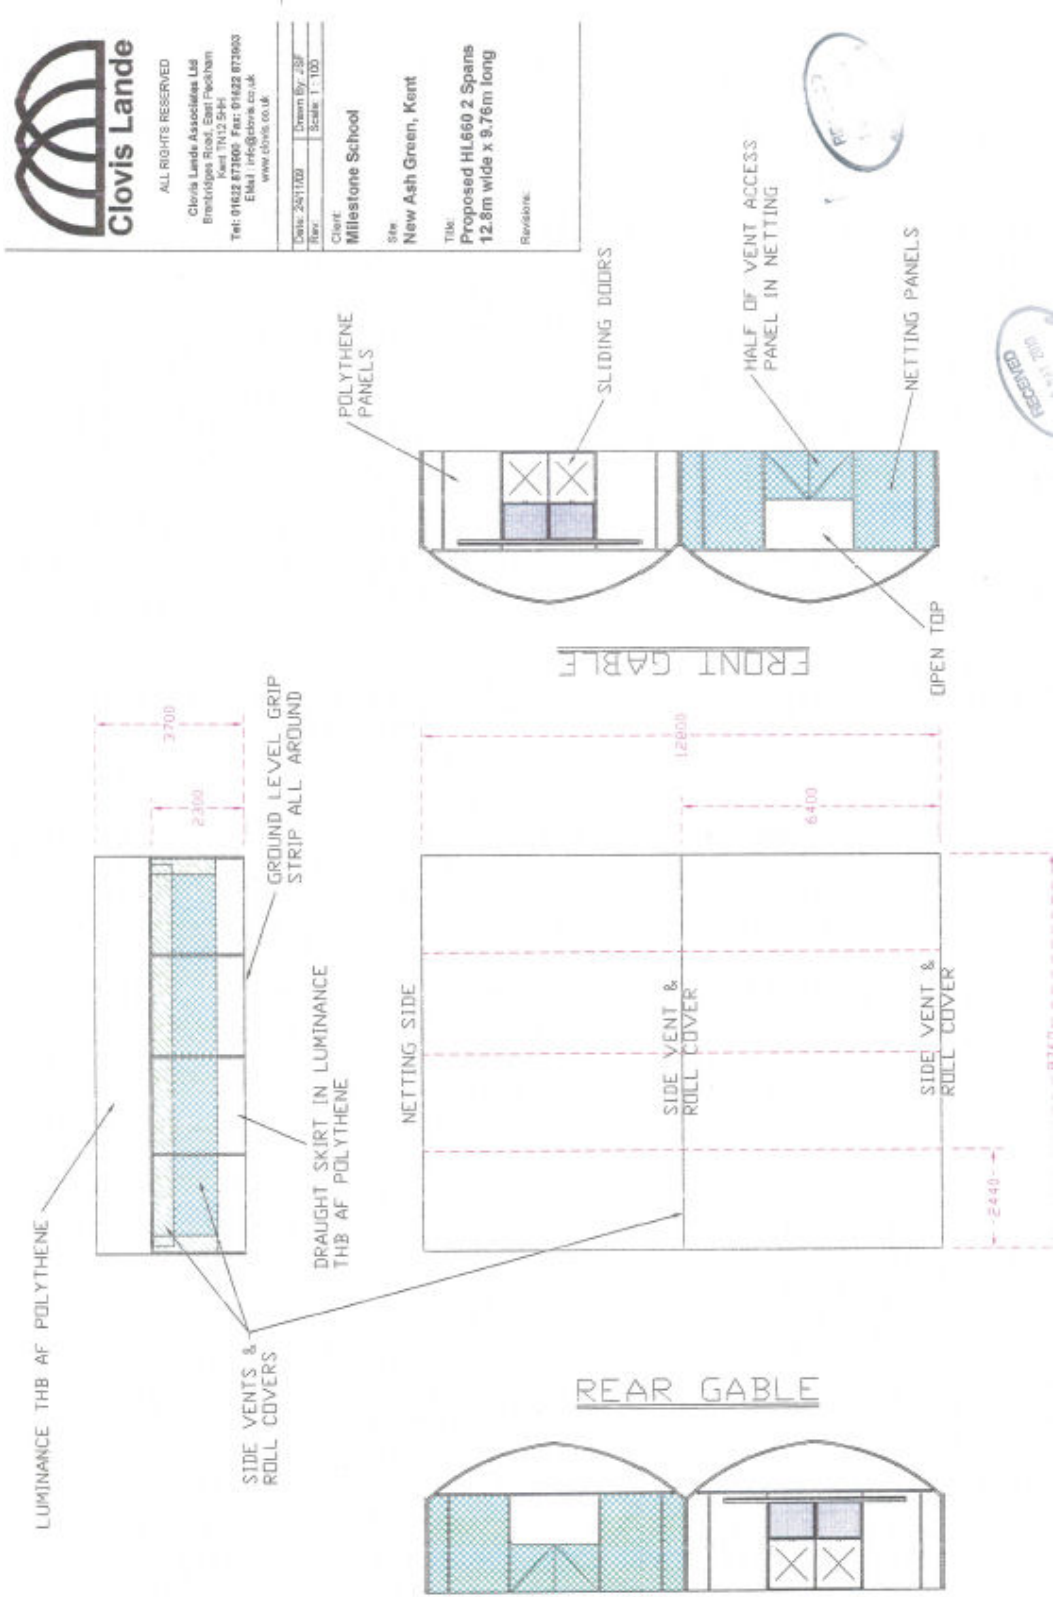 Clovis Lande
ALL RIGHTS RESERVED
Clovis Lande Associates Ltd
Branbridges Road, East Peckham
Kent TN12 5HH
Tel: 01622 873900 Fax: 01622 873903
EMail: info@clovis.co.uk
www.clovis.co.uk
Date: 24/11/09
Drawn By: JSF
Rev:
Scale: 1 : 100
Client:
Millestone School
Site:
New Ash Green, Kent
Title:
Proposed HL660 2 Spans
12.8m wide x 9.76m long
Revisions:
POLYTHENE
PANELS
SLIDING DOORS
HALF OF VENT ACCESS
PANEL IN NETTING
NETTING PANELS
OPEN TOP
FRONT GABLE
RECEIVED
LUMINANCE THB AF POLYTHENE
3700
2300
GROUND LEVEL GRIP
STRIP ALL AROUND
DRAUGHT SKIRT IN LUMINANCE
THB AF POLYTHENE
SIDE VENTS &
ROLL COVERS
NETTING SIDE
SIDE VENT &
ROLL COVER
SIDE VENT &
ROLL COVER
12800
6400
2440
REAR GABLE